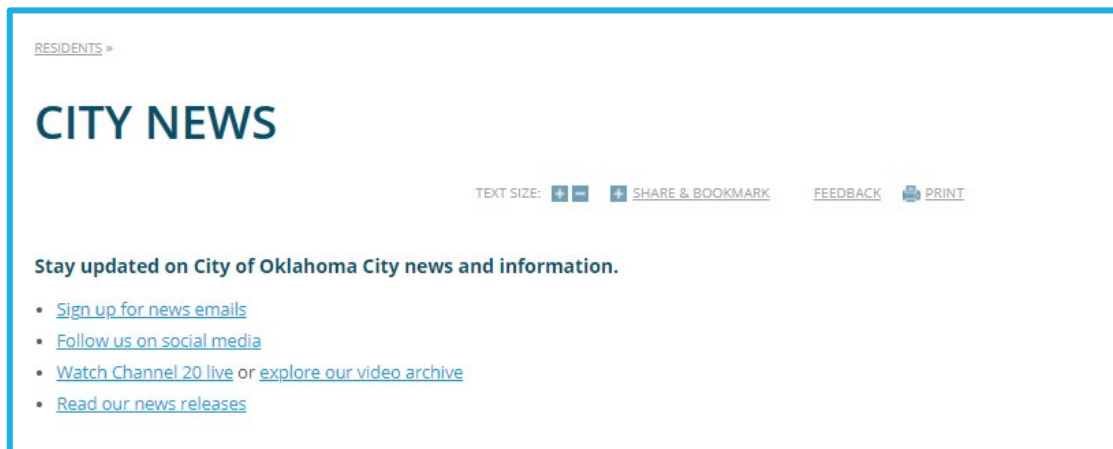 RESIDENTS »
CITY NEWS
TEXT SIZE: + − + SHARE & BOOKMARK FEEDBACK PRINT
Stay updated on City of Oklahoma City news and information.
• Sign up for news emails
• Follow us on social media
• Watch Channel 20 live or explore our video archive
• Read our news releases